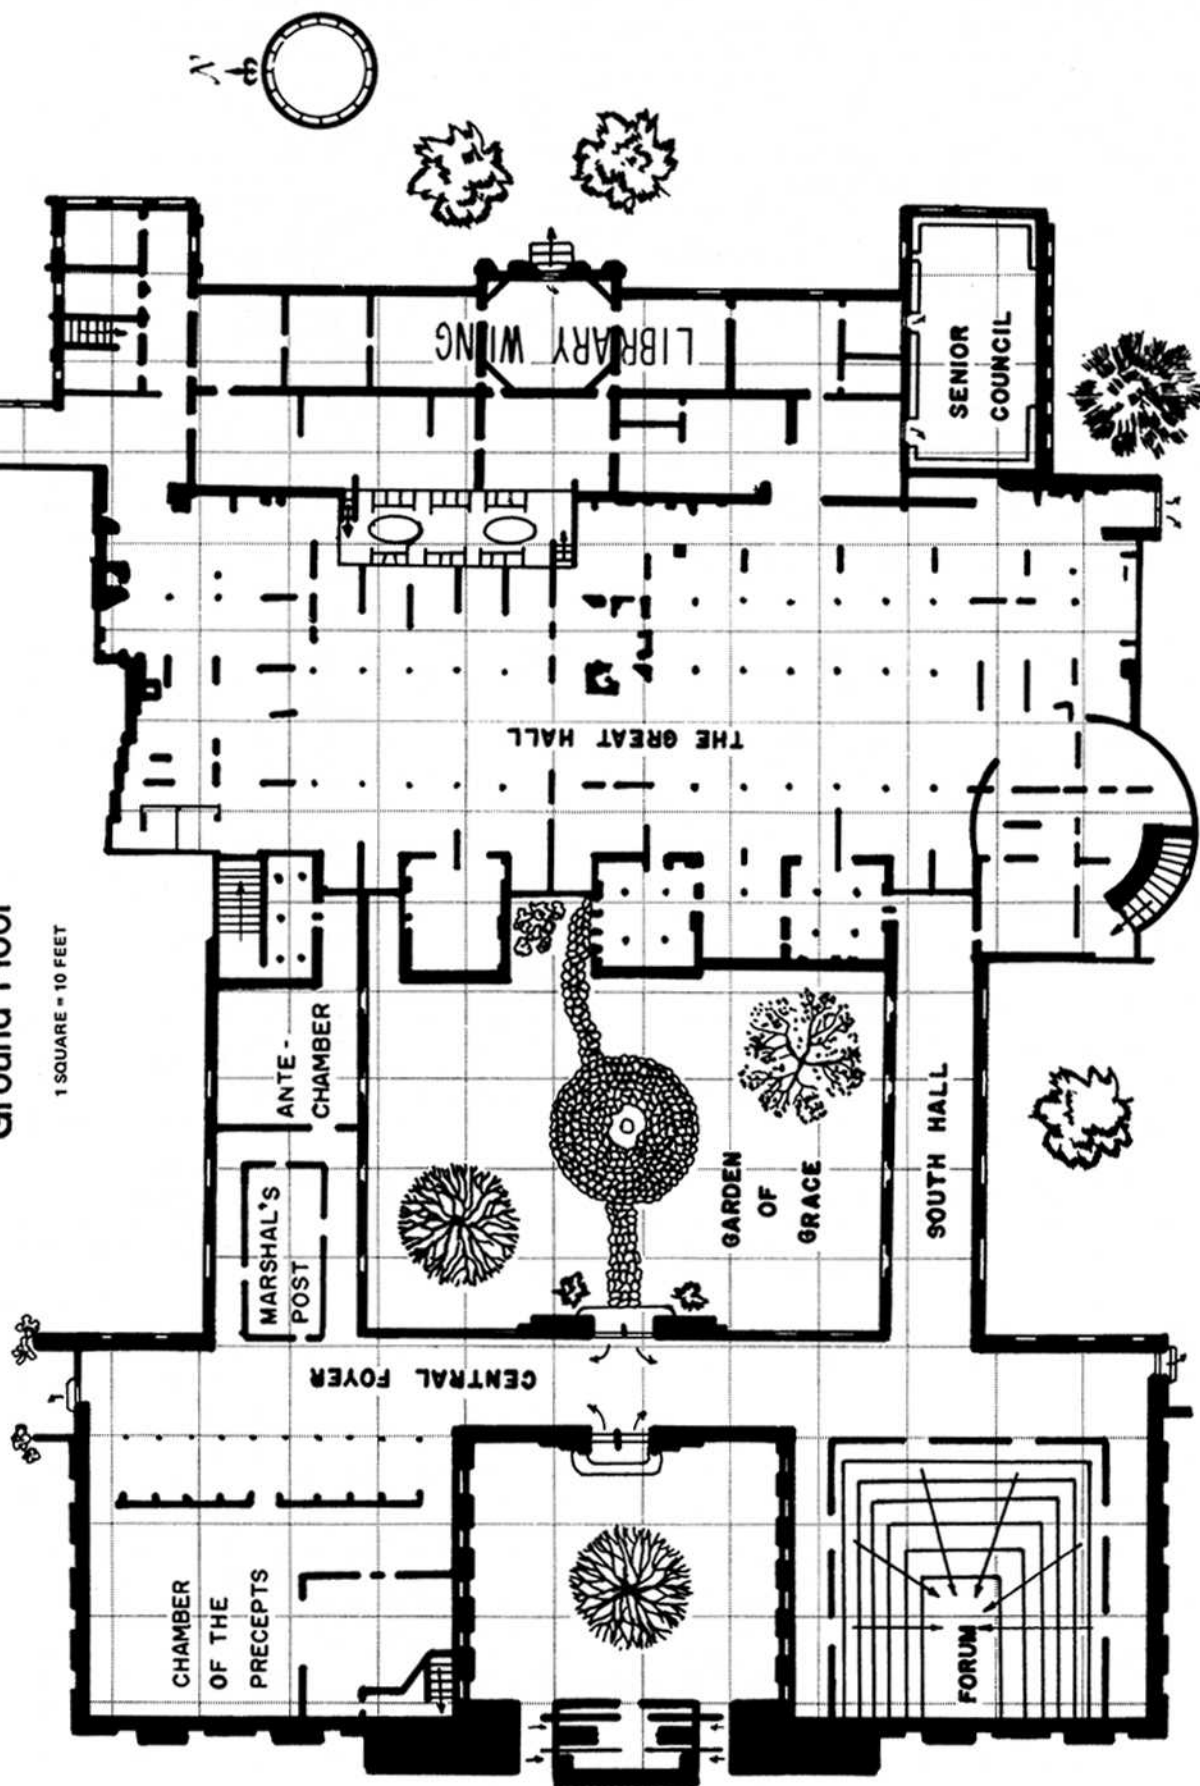 Ground Floor
1 SQUARE = 10 FEET
N
LIBRARY WING
SENIOR
COUNCIL
THE GREAT HALL
ANTE-
CHAMBER
MARSHAL'S
POST
GARDEN
OF
GRACE
SOUTH HALL
CENTRAL FOYER
CHAMBER
OF THE
PRECEPTS
FORUM